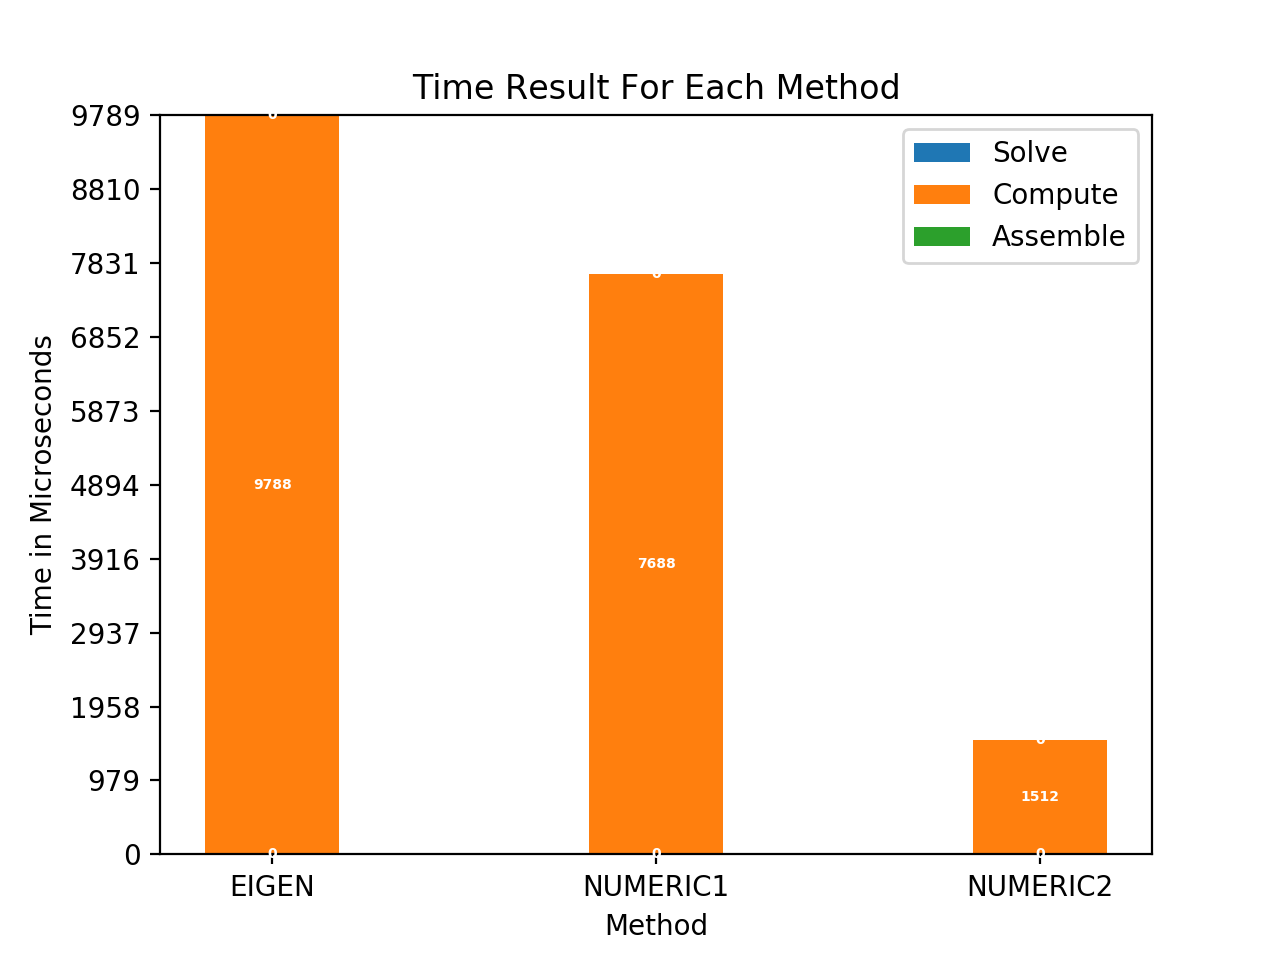 Time Result For Each Method
Solve
Compute
Assemble
Time in Microseconds
9789
8810
7831
6852
5873
4894
3916
2937
1958
979
0
0
9788
0
0
7688
0
0
1512
0
EIGEN
NUMERIC1
NUMERIC2
Method